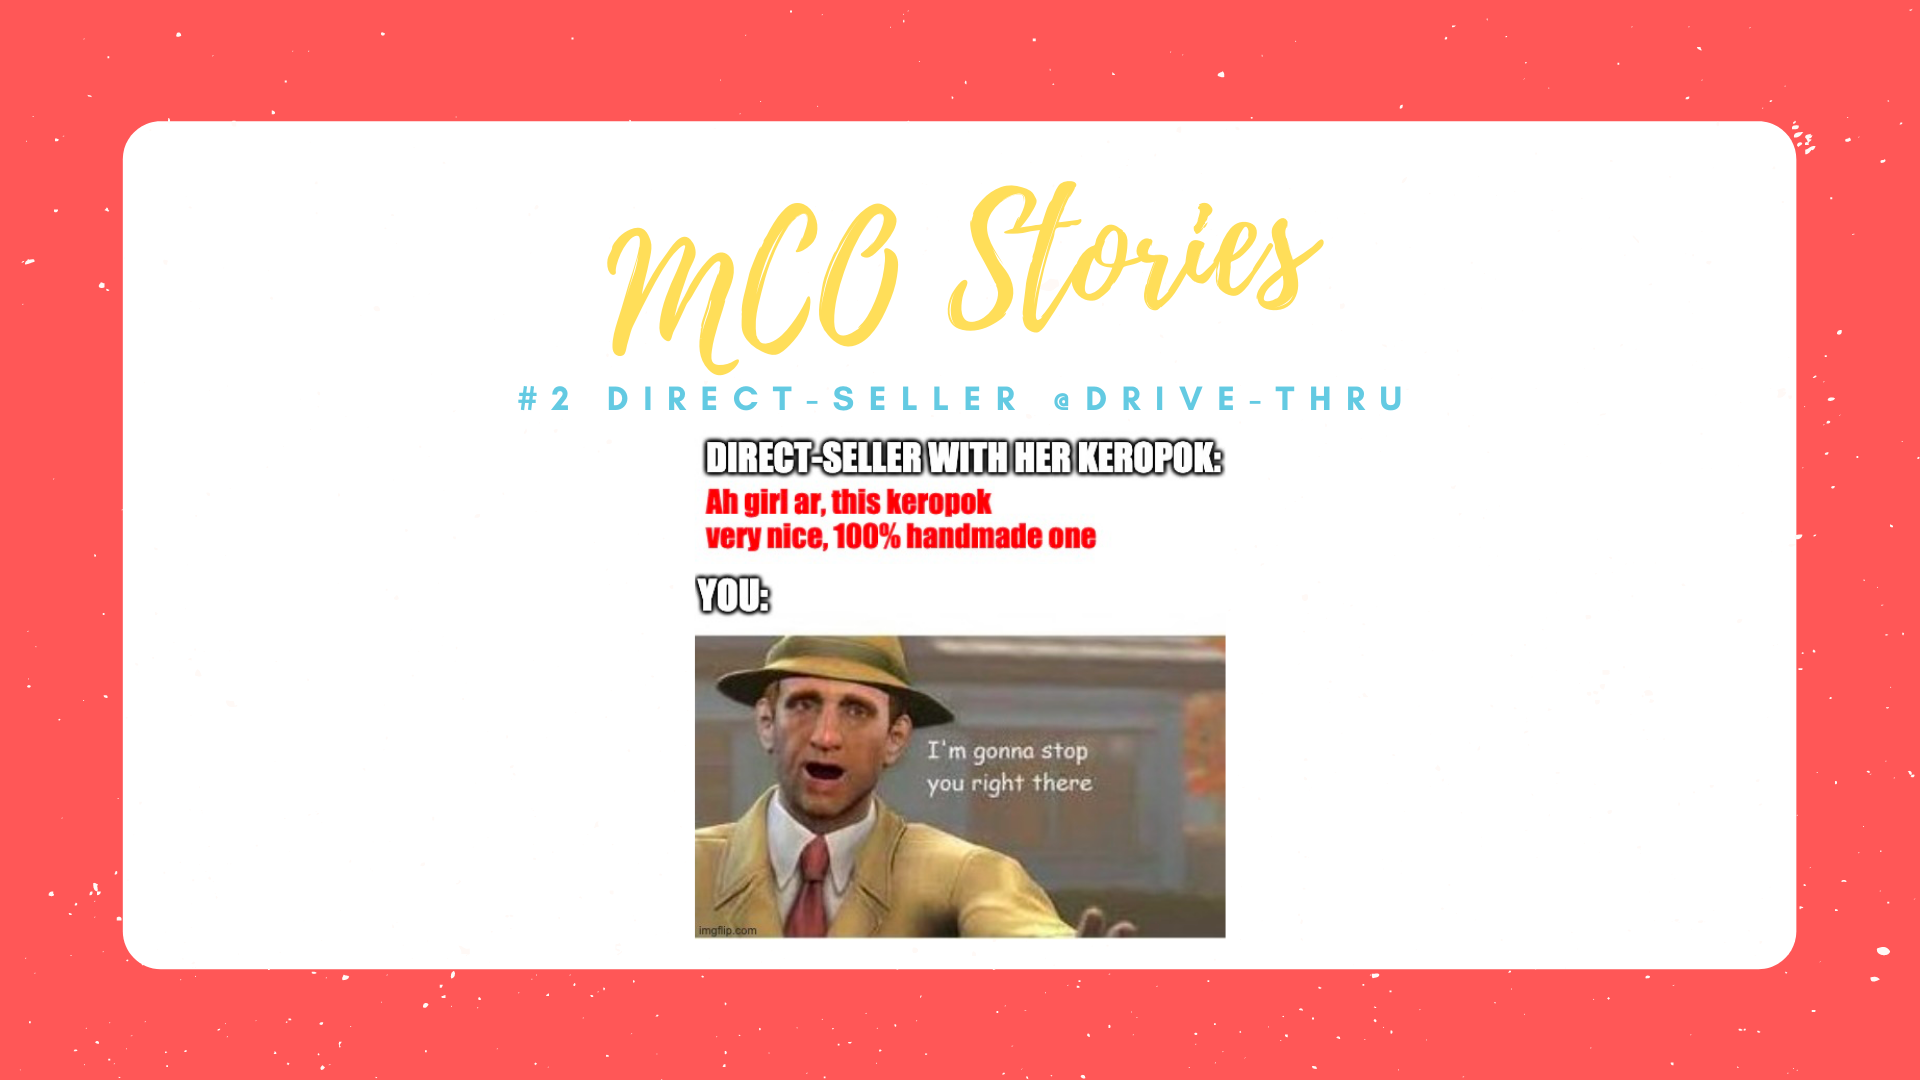 MCO Stories
#2 DIRECT-SELLER @DRIVE-THRU
DIRECT-SELLER WITH HER KEROPOK:
Ah girl ar, this keropok
very nice, 100% handmade one
YOU:
I'm gonna stop
you right there
imgflip.com